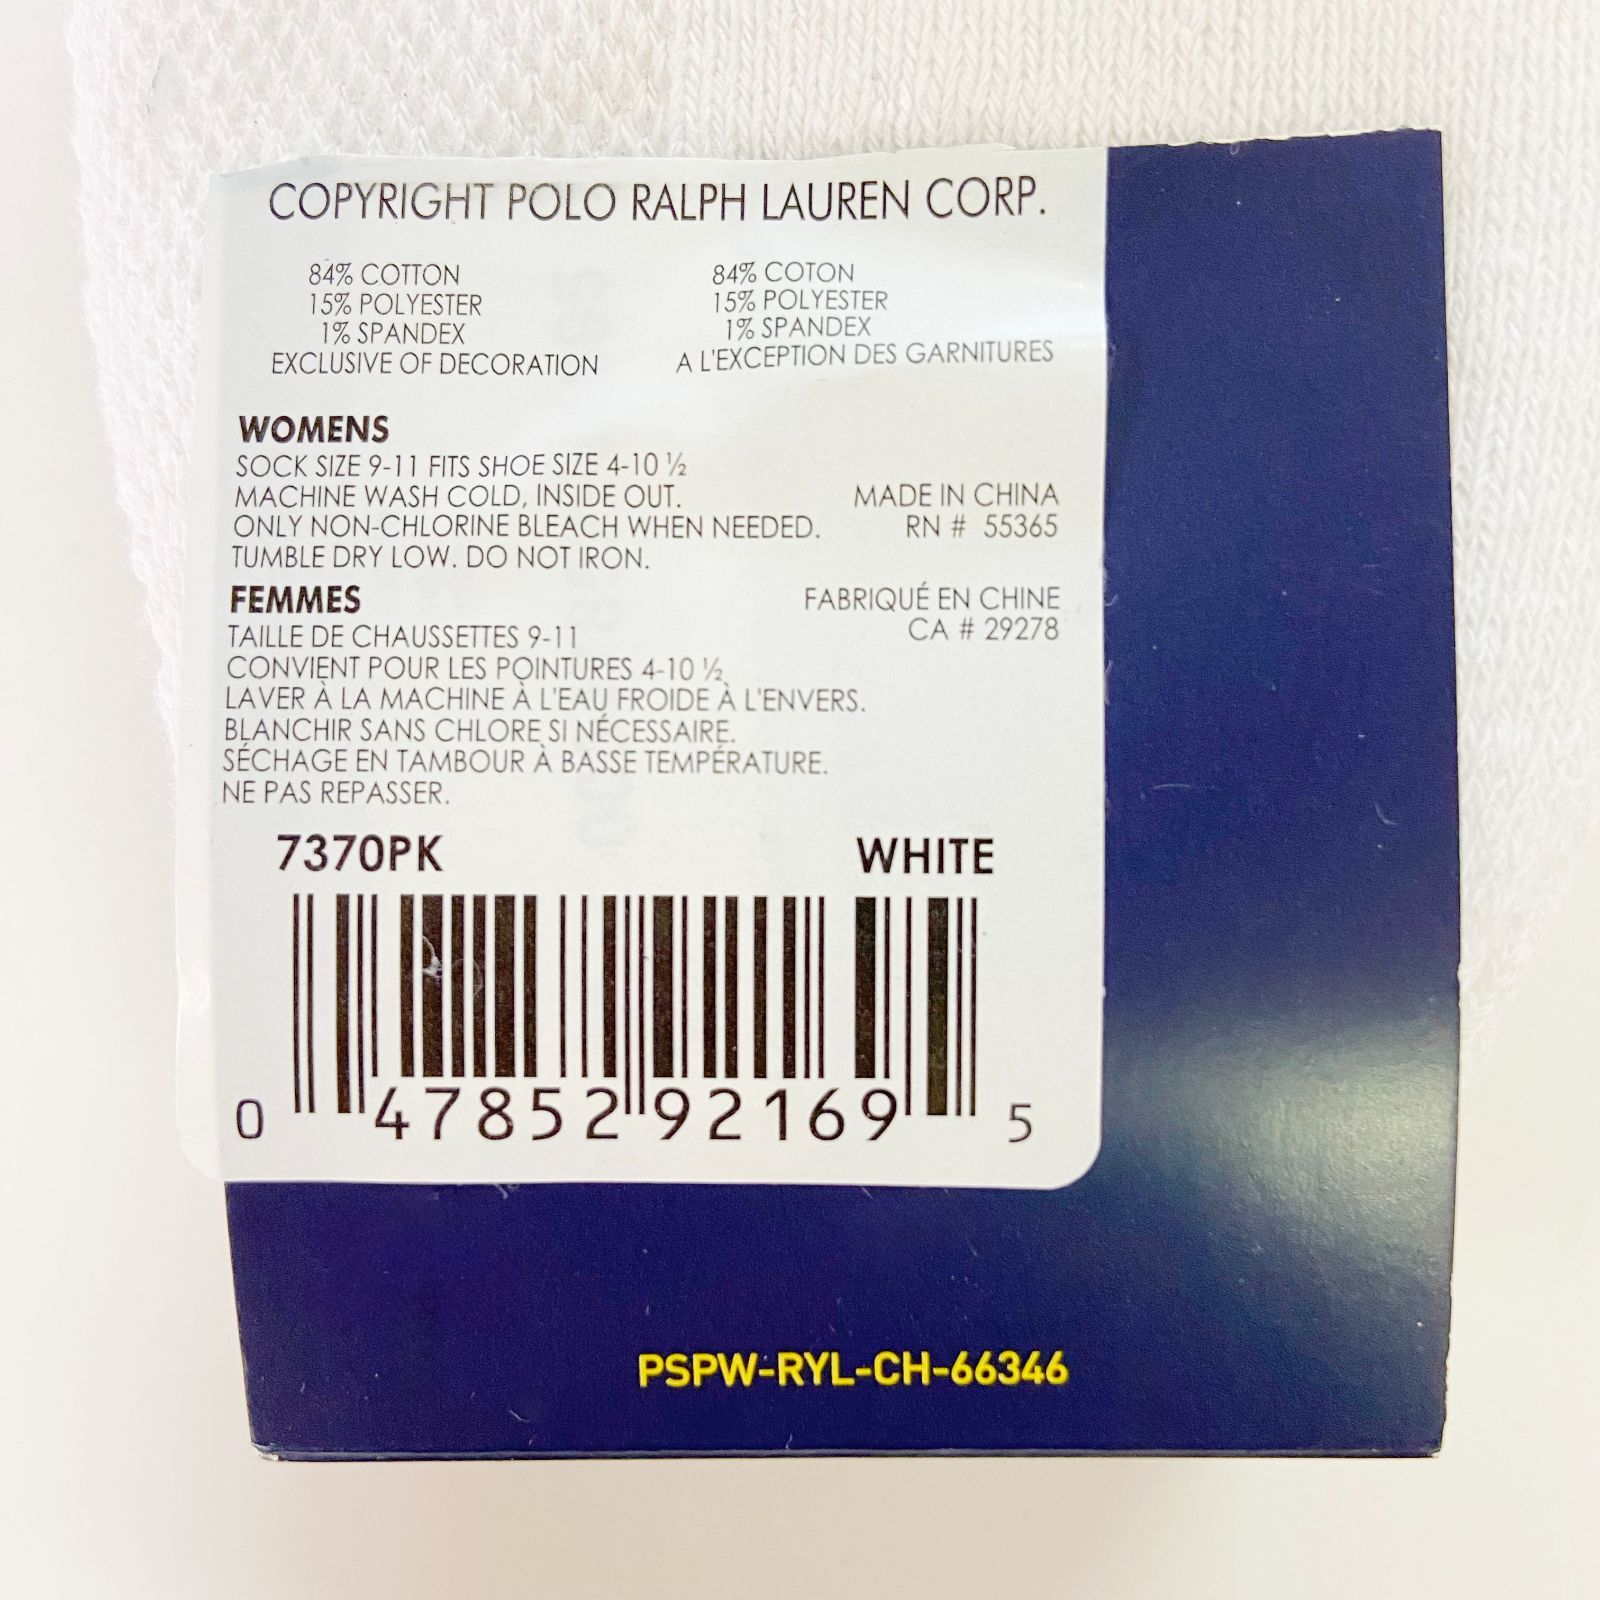 COPYRIGHT POLO RALPH LAUREN CORP.
84% COTTON
15% POLYESTER
1% SPANDEX
EXCLUSIVE OF DECORATION
84% COTON
15% POLYESTER
1% SPANDEX
A L'EXCEPTION DES GARNITURES
WOMENS
SOCK SIZE 9-11 FITS SHOE SIZE 4-10 ½
MACHINE WASH COLD, INSIDE OUT.
ONLY NON-CHLORINE BLEACH WHEN NEEDED.
TUMBLE DRY LOW. DO NOT IRON.
MADE IN CHINA
RN # 55365
FEMMES
TAILLE DE CHAUSSETTES 9-11
CONVIENT POUR LES POINTURES 4-10 ½
LAVER À LA MACHINE À L'EAU FROIDE À L'ENVERS.
BLANCHIR SANS CHLORE SI NÉCESSAIRE.
SÉCHAGE EN TAMBOUR À BASSE TEMPÉRATURE.
NE PAS REPASSER.
FABRIQUÉ EN CHINE
CA # 29278
7370PK WHITE
0 47852 92169 5
PSPW-RYL-CH-66346